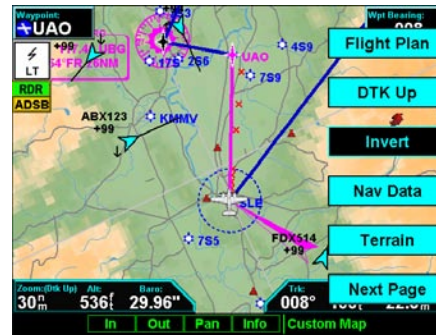 Waypoint:
UAO
Wpt Bearing:
+99
LT
RDR
ADSB
UAO
4S9
17S
7S9
ABX123
+99
KMMV
SLE
FDX514
+99
7S5
Flight Plan
DTK Up
Invert
Nav Data
Terrain
Next Page
Zoom:(Dtk Up)
30nm
Alt:
536ft
Baro:
29.96"
Trk:
008°
In
Out
Pan
Info
Custom Map